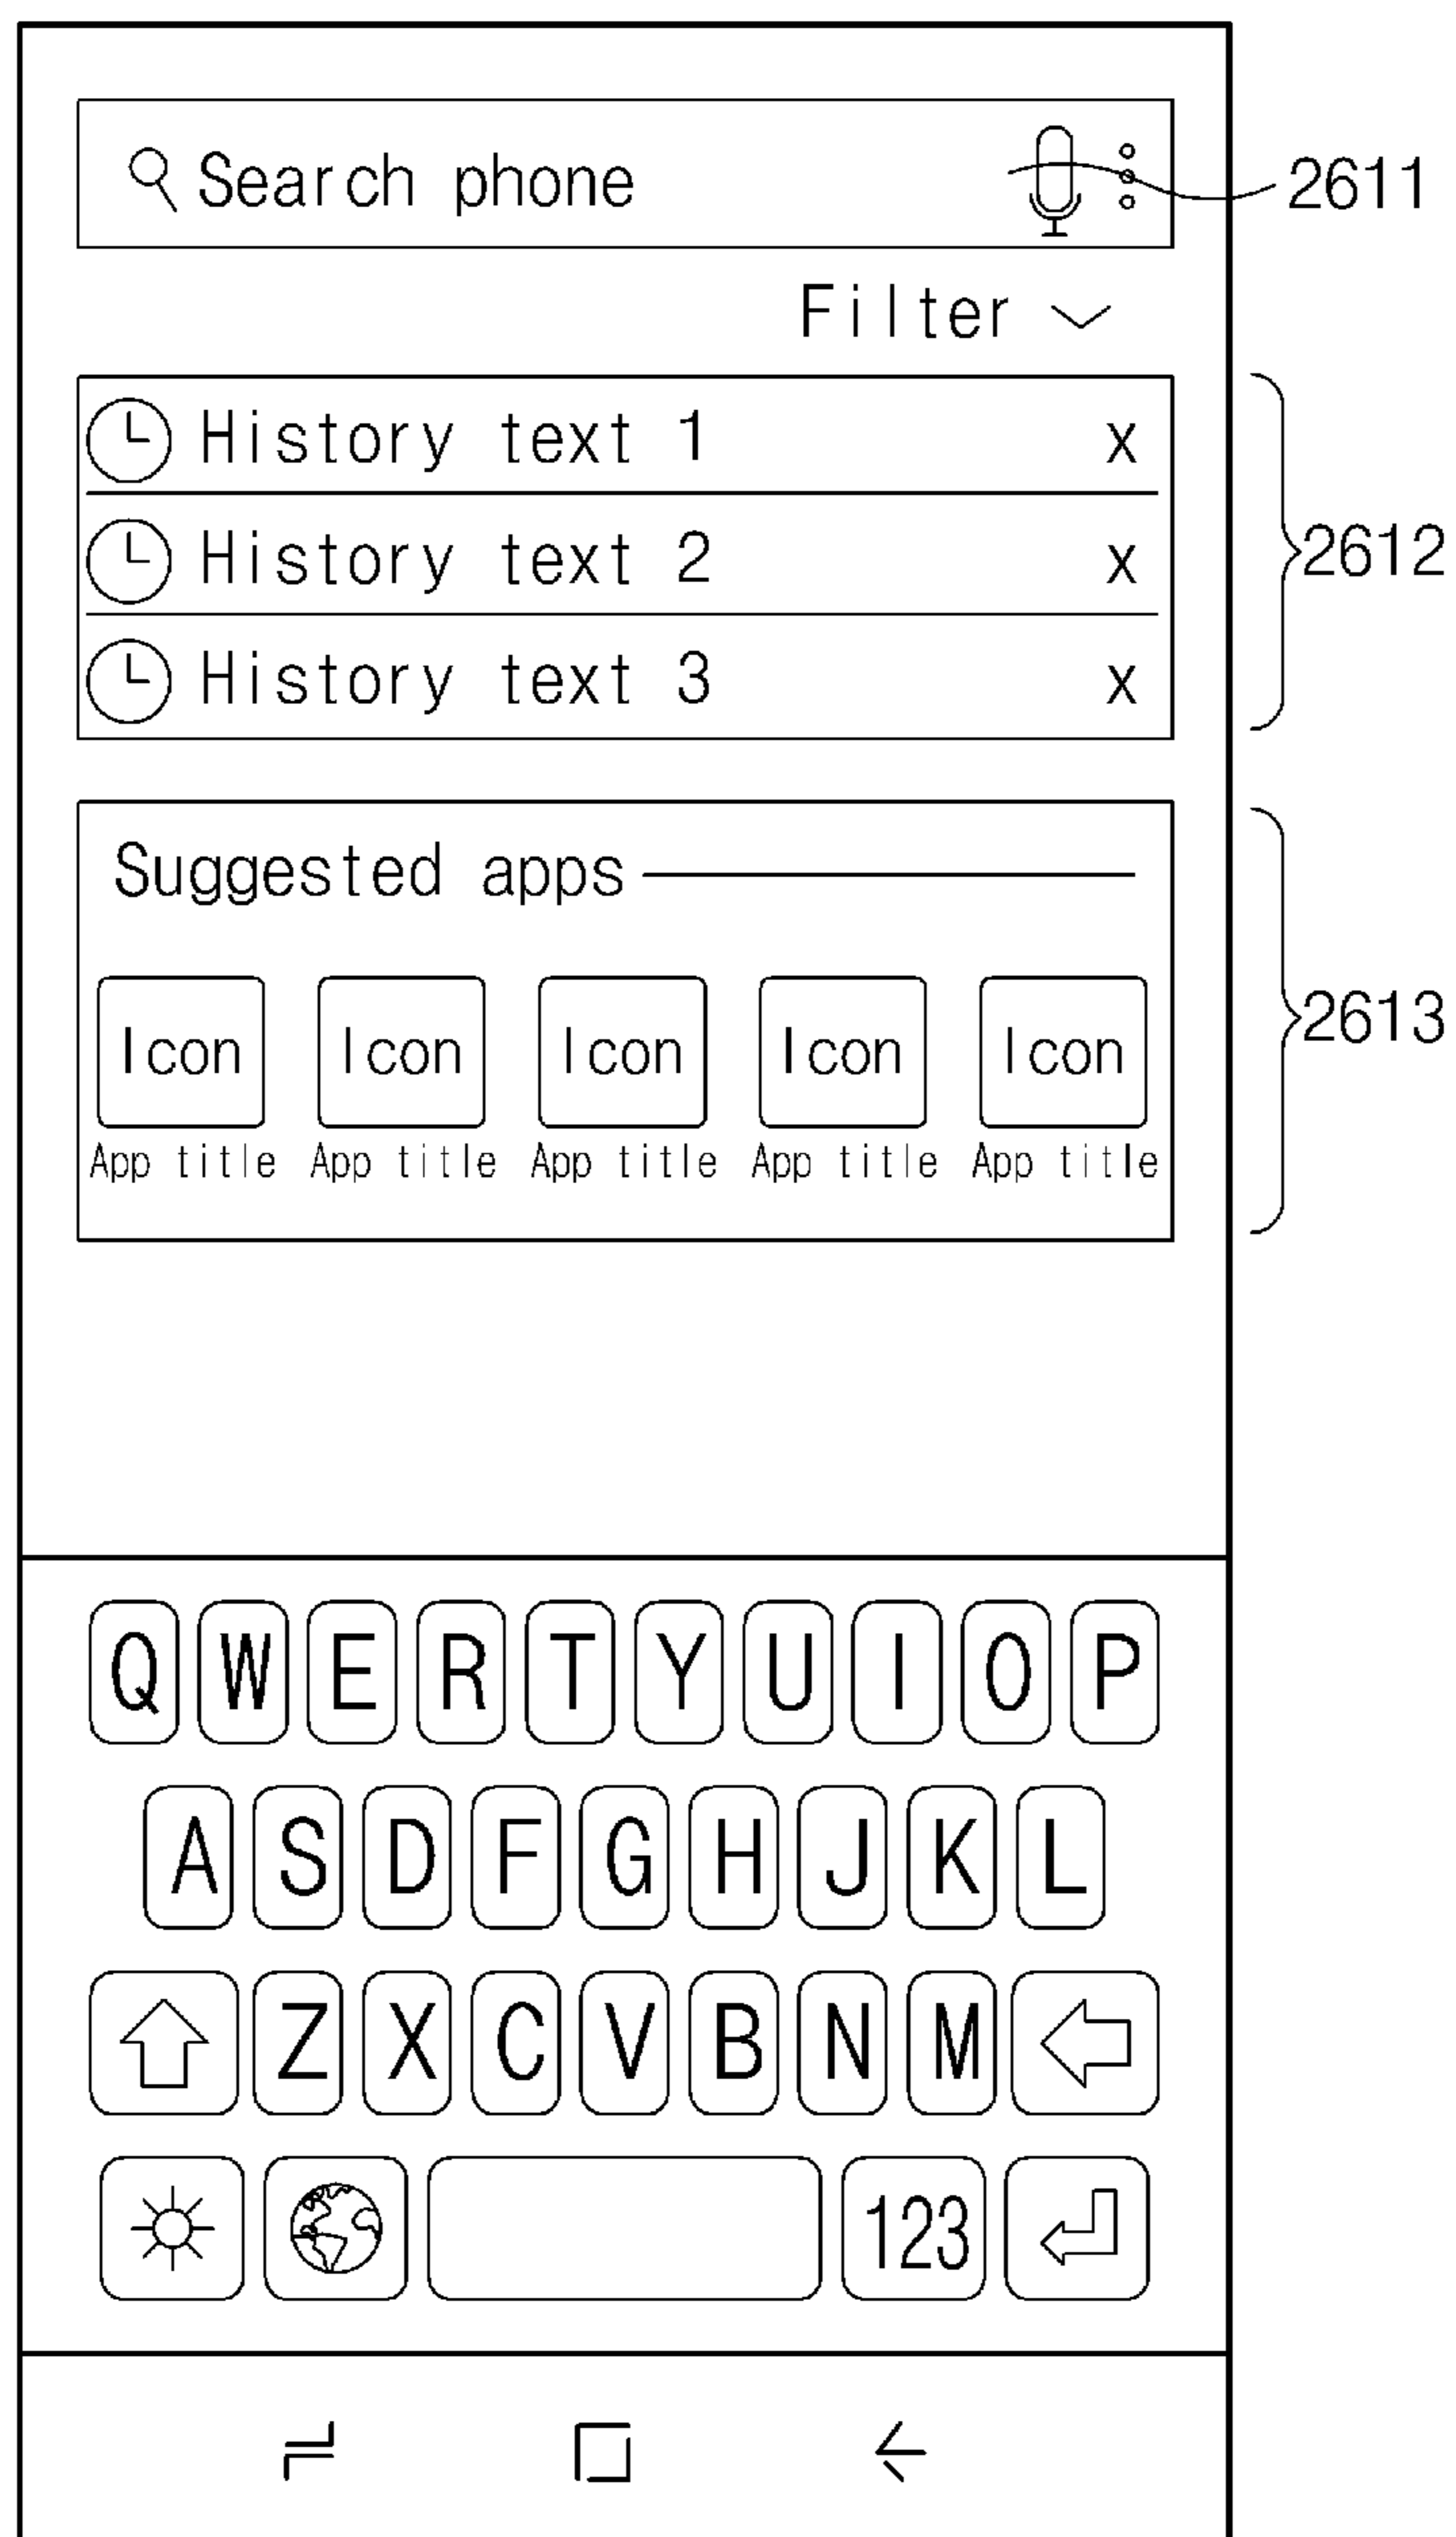 Search phone 2611
Filter
History text 1 x
History text 2 x
2612
History text 3 x
Suggested apps
Icon Icon Icon Icon Icon
2613
App title App title App title App title App title
Q W E R T Y U I O P
A S D F G H J K L
Z X C V B N M
123